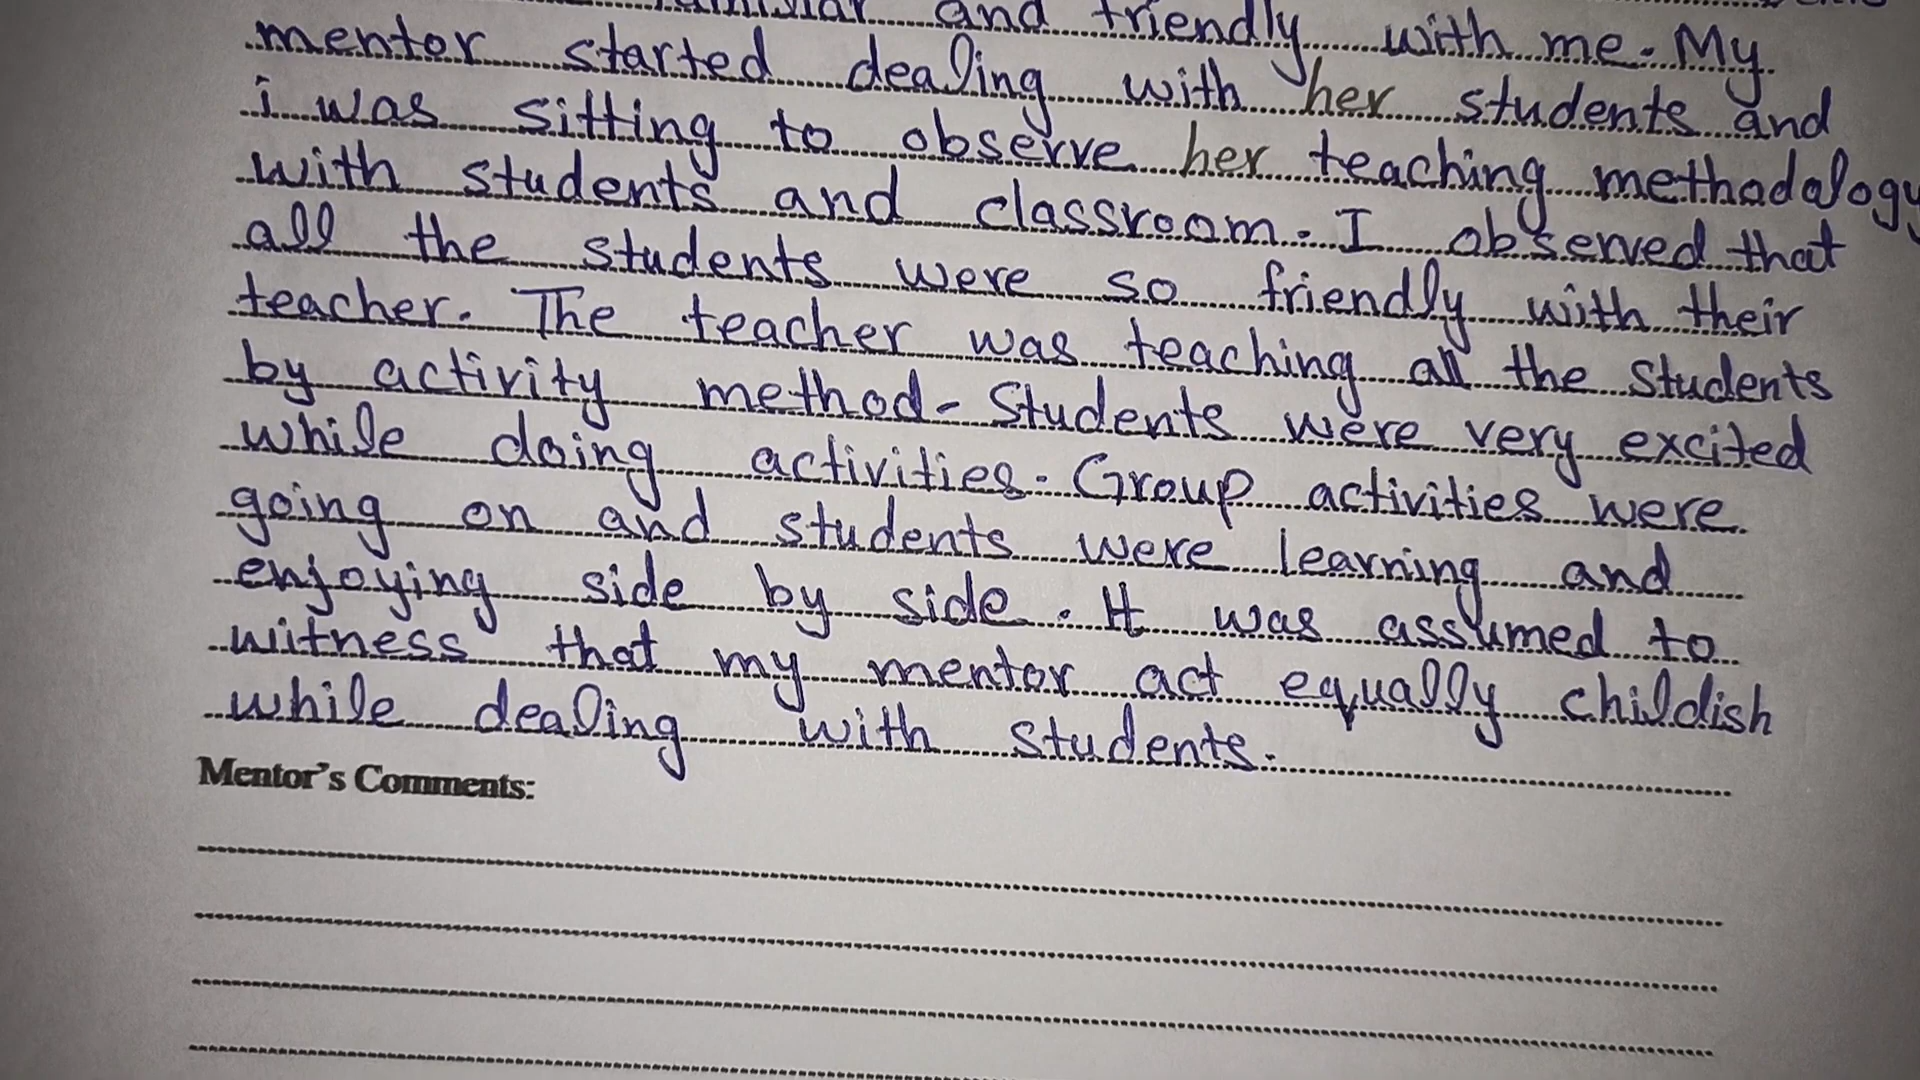 and friendly with me. My
mentor started dealing with her students and
i was sitting to observe her teaching methodalogy
with students and classroom. I observed that
all the students were so friendly with their
teacher. The teacher was teaching all the students
by activity method- Students were very excited
while doing activities. Group activities were
going on and students were learning and
enjoying side by side. It was assumed to
witness that my mentor act equally childish
while dealing with students.
Mentor's Comments: